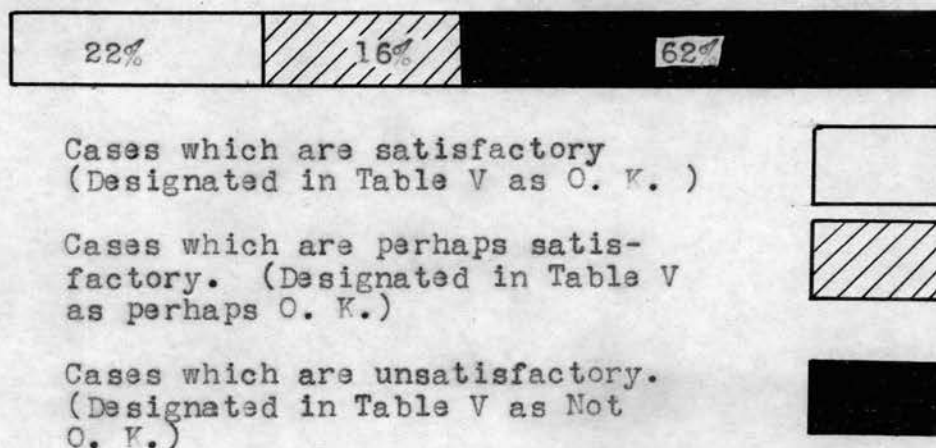 22% 16% 62%
Cases which are satisfactory
(Designated in Table V as O. K. )
Cases which are perhaps satis-
factory. (Designated in Table V
as perhaps O. K.)
Cases which are unsatisfactory.
(Designated in Table V as Not
O. K.)